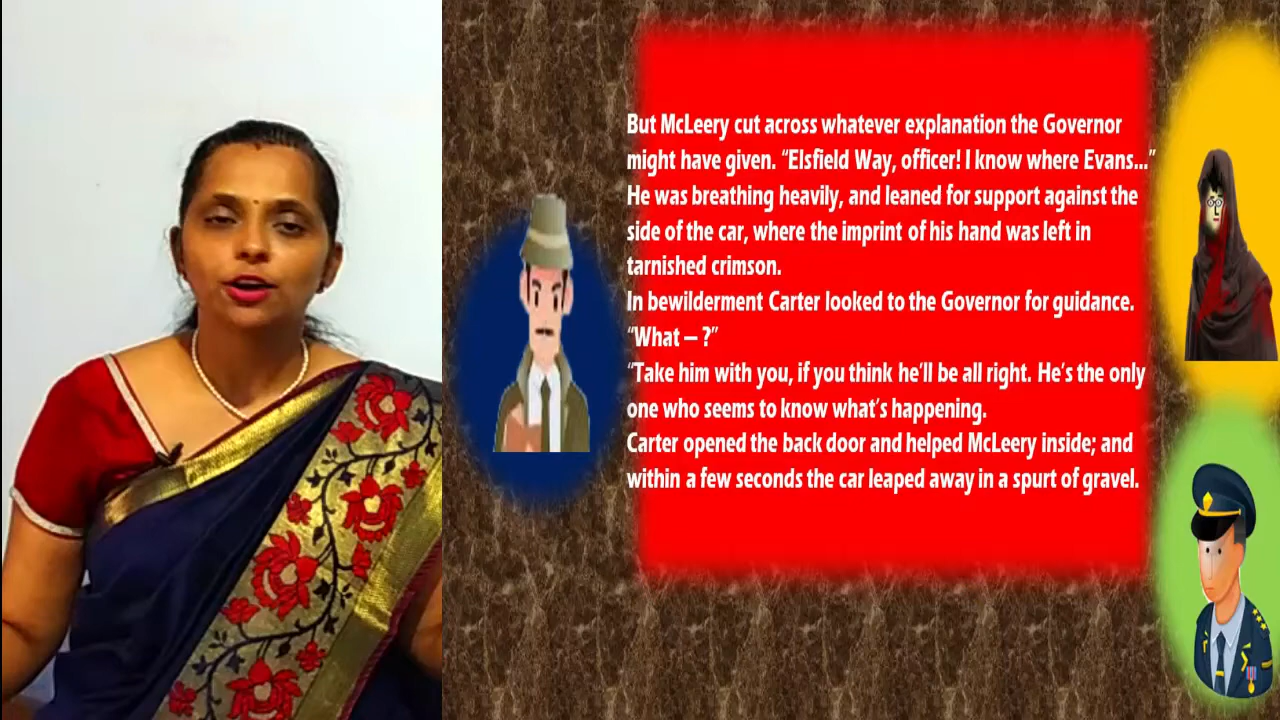 But McLeery cut across whatever explanation the Governor
might have given. “Elsfield Way, officer! I know where Evans...”
He was breathing heavily, and leaned for support against the
side of the car, where the imprint of his hand was left in
tarnished crimson.
In bewilderment Carter looked to the Governor for guidance.
“What – ?”
“Take him with you, if you think he’ll be all right. He’s the only
one who seems to know what’s happening.
Carter opened the back door and helped McLeery inside; and
within a few seconds the car leaped away in a spurt of gravel.